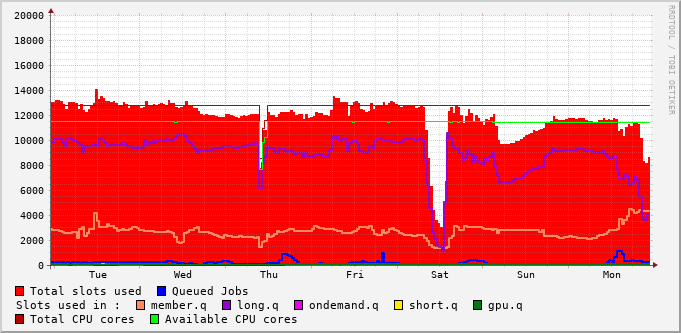 RRDTOOL / TOBI OETIKER
20000
18000
16000
14000
12000
10000
8000
6000
4000
2000
0
Tue Wed Thu Fri Sat Sun Mon
Total slots used Queued Jobs
Slots used in : member.q long.q ondemand.q short.q gpu.q
Total CPU cores Available CPU cores